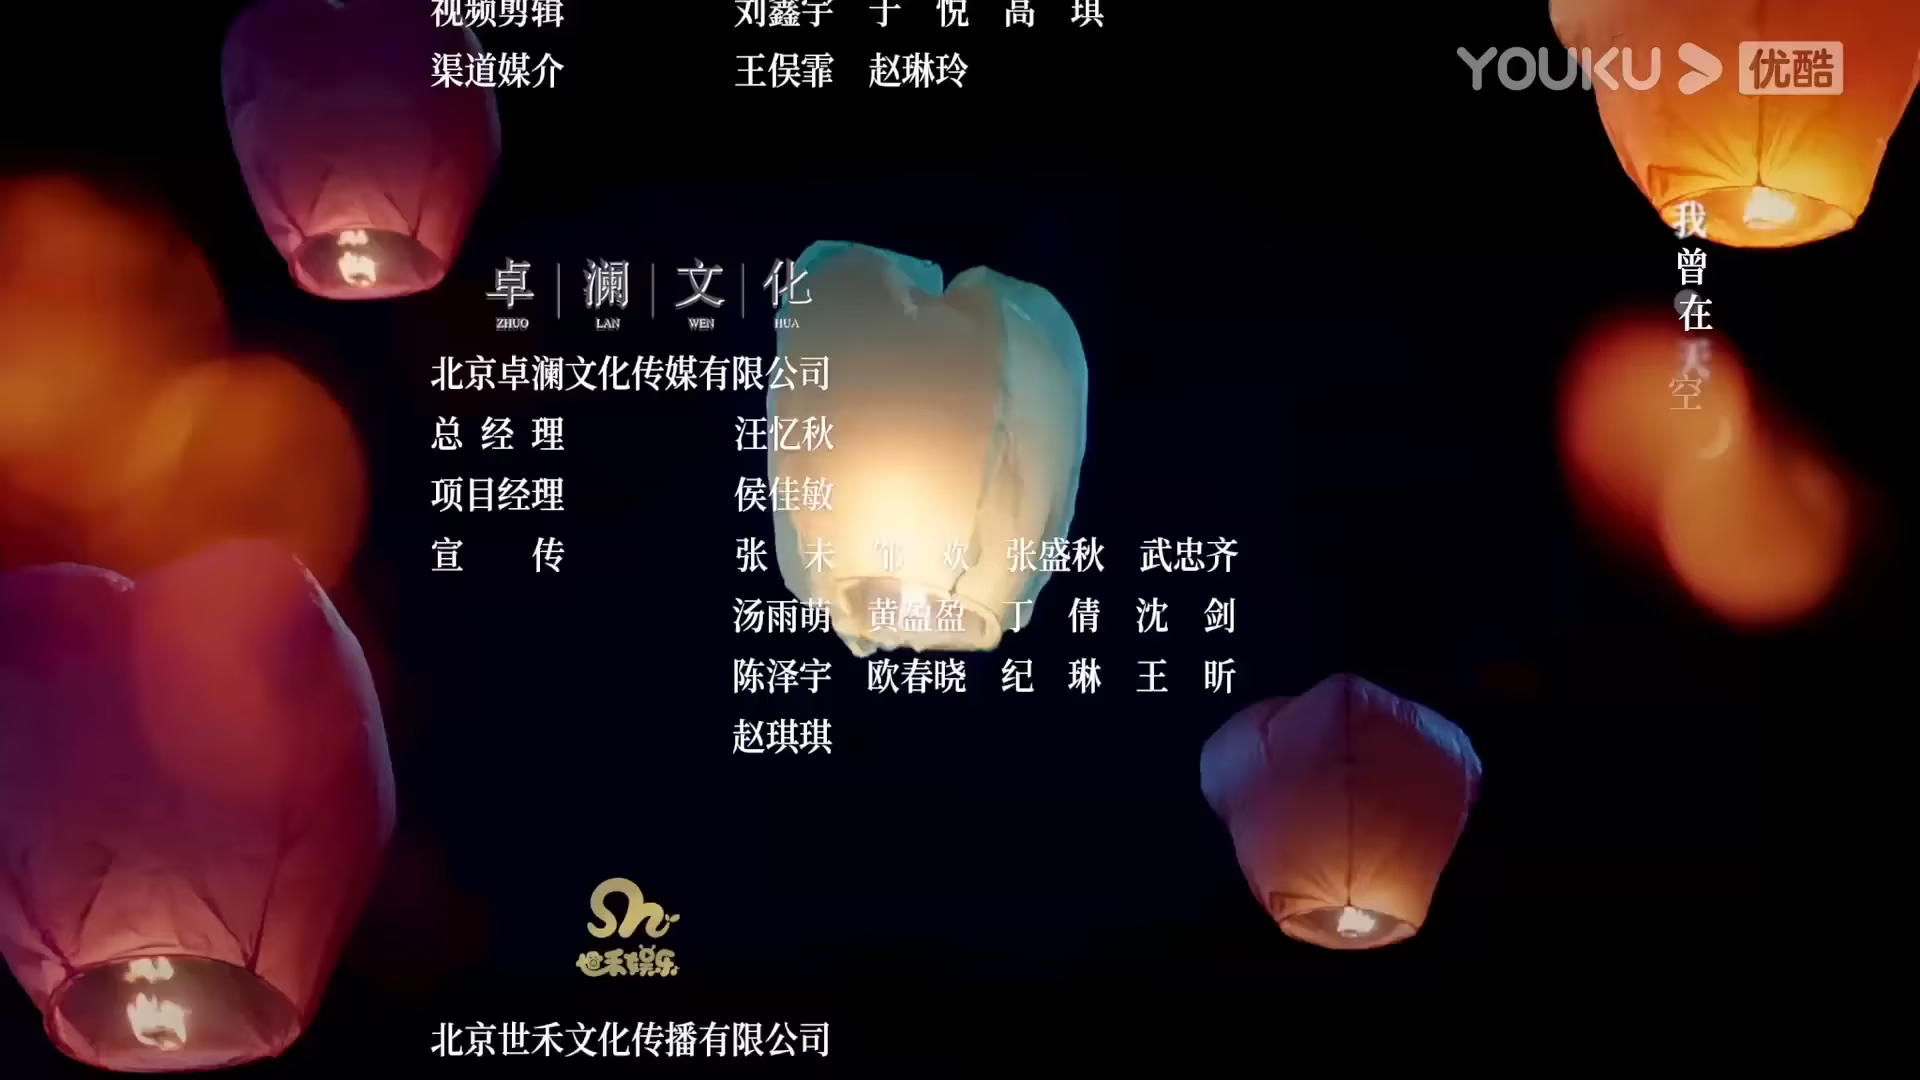 视频剪辑 刘鑫宇 于 悦 高 琪
渠道媒介 王俣霏 赵琳玲
YOUKU 优酷
卓 澜 文 化
ZHUO LAN WEN HUA
北京卓澜文化传媒有限公司
总经理 汪忆秋
项目经理 侯佳敏
宣传 张 未 欢 张盛秋 武忠齐
汤雨萌 黄盈盈 丁 倩 沈 剑
陈泽宇 欧春晓 纪 琳 王 昕
赵琪琪
世禾娱乐
北京世禾文化传播有限公司
我曾在天空